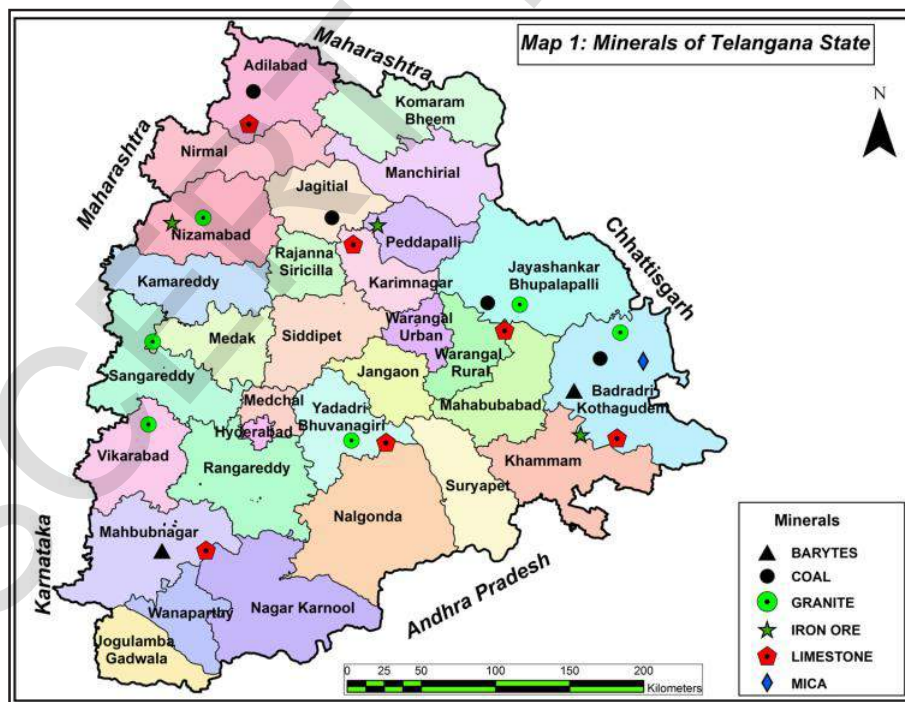 Map 1: Minerals of Telangana State
Maharashtra
N
Adilabad
Komaram
Bheem
Maharashtra
Nirmal
Manchirial
Jagitial
Nizamabad
Peddapalli
Chhattisgarh
Rajanna
Siricilla
Kamareddy
Karimnagar
Jayashankar
Bhupalapalli
Medak
Siddipet
Warangal
Urban
Warangal
Rural
Sangareddy
Jangaon
Badradri
Kothagudem
Medchal
Yadadri
Bhuvanagiri
Mahabubabad
Hyderabad
Vikarabad
Rangareddy
Khammam
Suryapet
Nalgonda
Mahbubnagar
Karnataka
Andhra Pradesh
Wanaparthy
Nagar Karnool
Jogulamba
Gadwala
Minerals
BARYTES
COAL
GRANITE
IRON ORE
LIMESTONE
MICA
0 25 50 100 150 200
Kilometers
SCERT